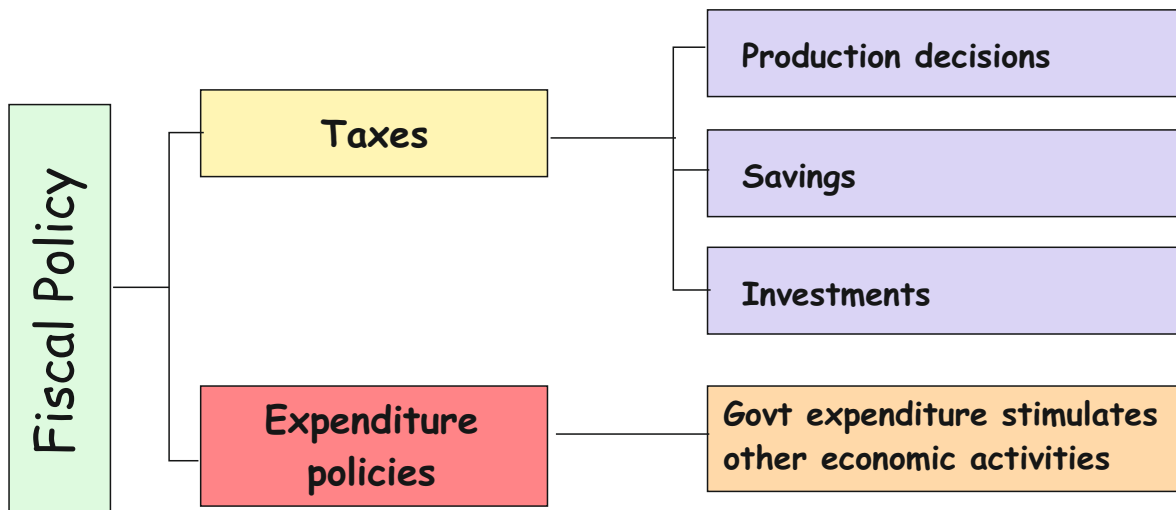 Fiscal Policy
Taxes
Production decisions
Savings
Investments
Expenditure
policies
Govt expenditure stimulates
other economic activities